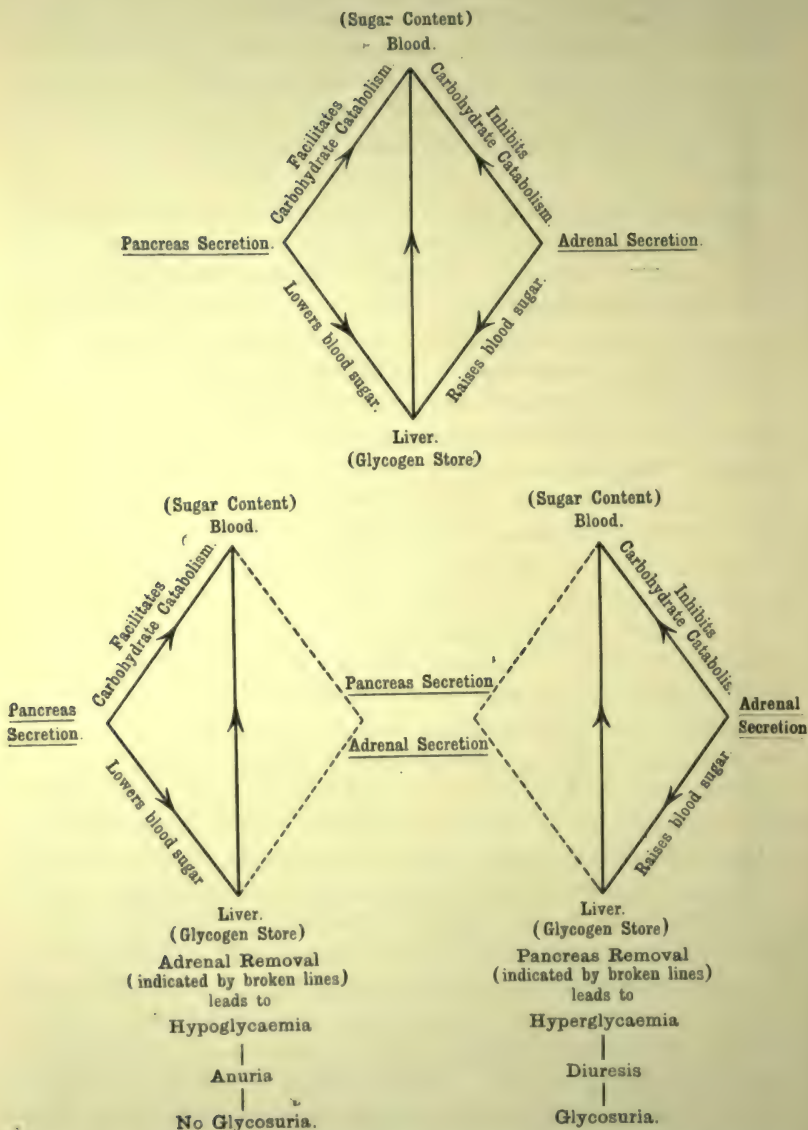 (Sugar Content)
Blood.
Facilitates
Carbohydrate Catabolism.
Inhibits
Carbohydrate Catabolism.
Pancreas Secretion.
Adrenal Secretion.
Lowers blood sugar.
Raises blood sugar.
Liver.
(Glycogen Store)
(Sugar Content)
Blood.
Facilitates
Carbohydrate Catabolism.
Pancreas
Secretion.
Lowers blood sugar
Liver.
(Glycogen Store)
Adrenal Removal
(indicated by broken lines)
leads to
Hypoglycaemia
Anuria
No Glycosuria.
Pancreas Secretion
Adrenal Secretion
(Sugar Content)
Blood.
Inhibits
Carbohydrate Catabolis.
Adrenal
Secretion
Raises blood sugar.
Liver.
(Glycogen Store)
Pancreas Removal
(indicated by broken lines)
leads to
Hyperglycaemia
Diuresis
Glycosuria.